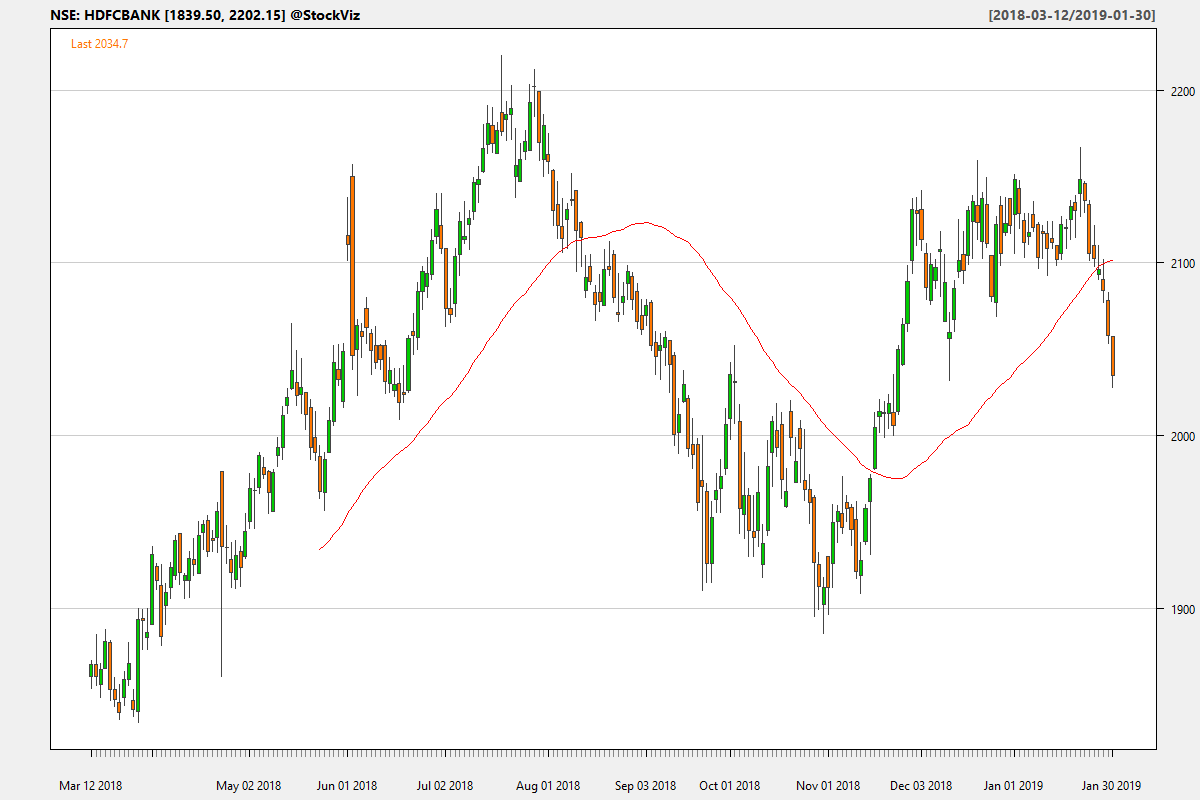 NSE: HDFCBANK [1839.50, 2202.15] @StockViz [2018-03-12/2019-01-30]
Last 2034.7
2200
2100
2000
1900
Mar 12 2018 May 02 2018 Jun 01 2018 Jul 02 2018 Aug 01 2018 Sep 03 2018 Oct 01 2018 Nov 01 2018 Dec 03 2018 Jan 01 2019 Jan 30 2019